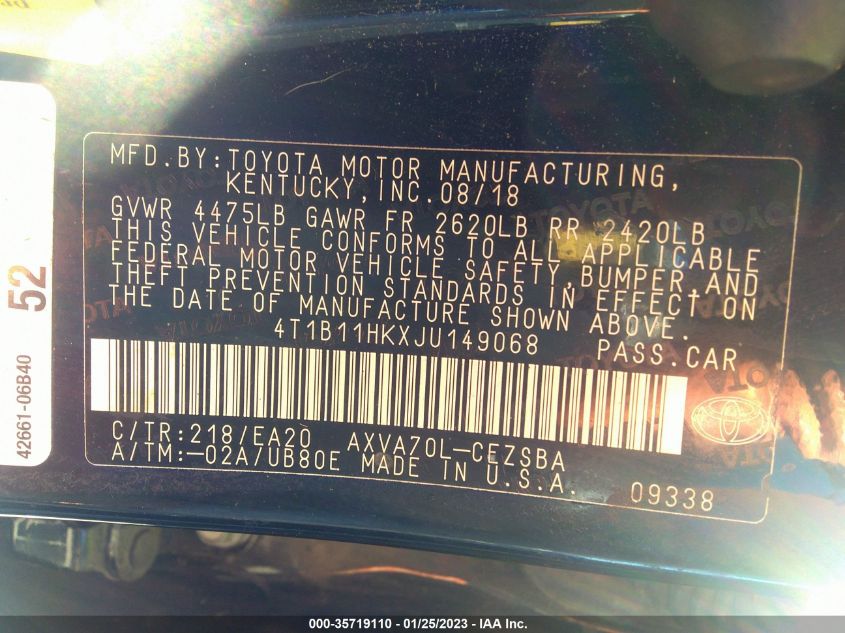 MFD.BY:TOYOTA MOTOR MANUFACTURING,
KENTUCKY,INC.08/18
GVWR 4475LB GAWR FR 2620LB RR 2420LB
THIS VEHICLE CONFORMS TO ALL APPLICABLE
FEDERAL MOTOR VEHICLE SAFETY,BUMPER,AND
THEFT PREVENTION STANDARDS IN EFFECT ON
THE DATE OF MANUFACTURE SHOWN ABOVE.
4T1B11HKXJU149068 PASS.CAR
C/TR:218/EA20 AXVA70L-CEZSBA
A/TM:-02A/UB80E MADE IN U.S.A. 09338
52
42661-06B40
000-35719110 - 01/25/2023 - IAA Inc.